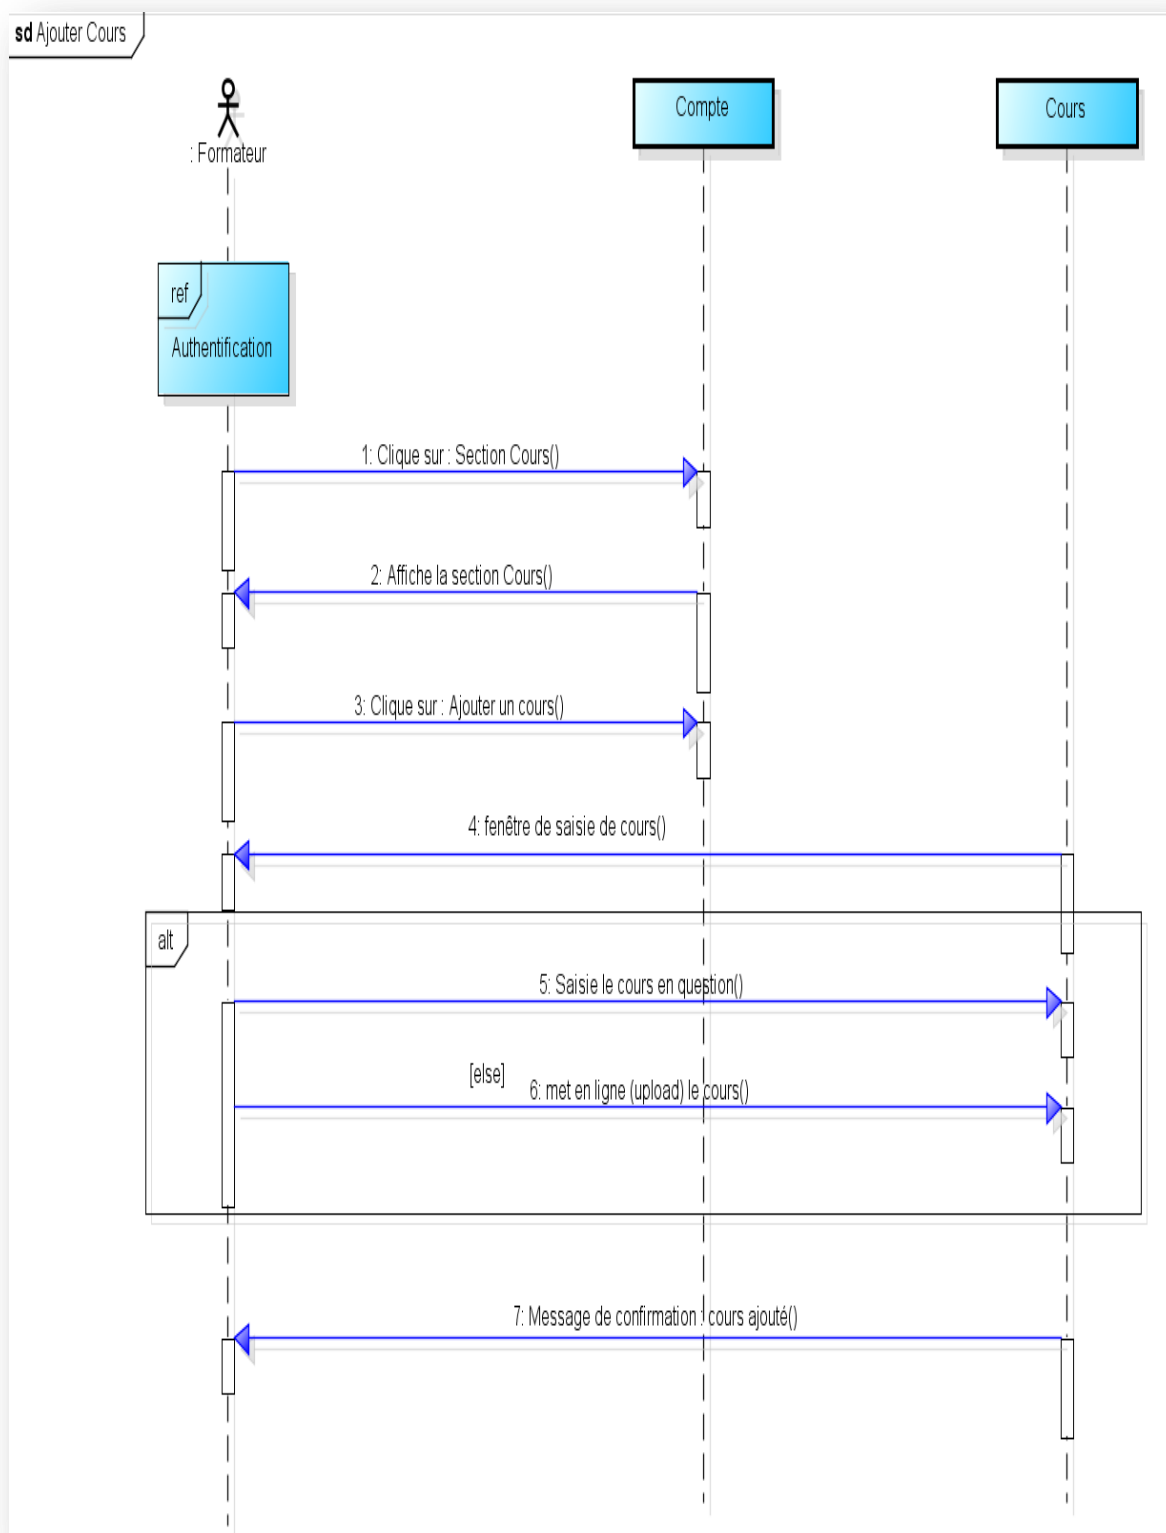 sd Ajouter Cours
: Formateur
Compte
Cours
ref
Authentification
1: Clique sur : Section Cours()
2: Affiche la section Cours()
3: Clique sur : Ajouter un cours()
4: fenêtre de saisie de cours()
alt
5: Saisie le cours en question()
[else]
6: met en ligne (upload) le cours()
7: Message de confirmation : cours ajouté()